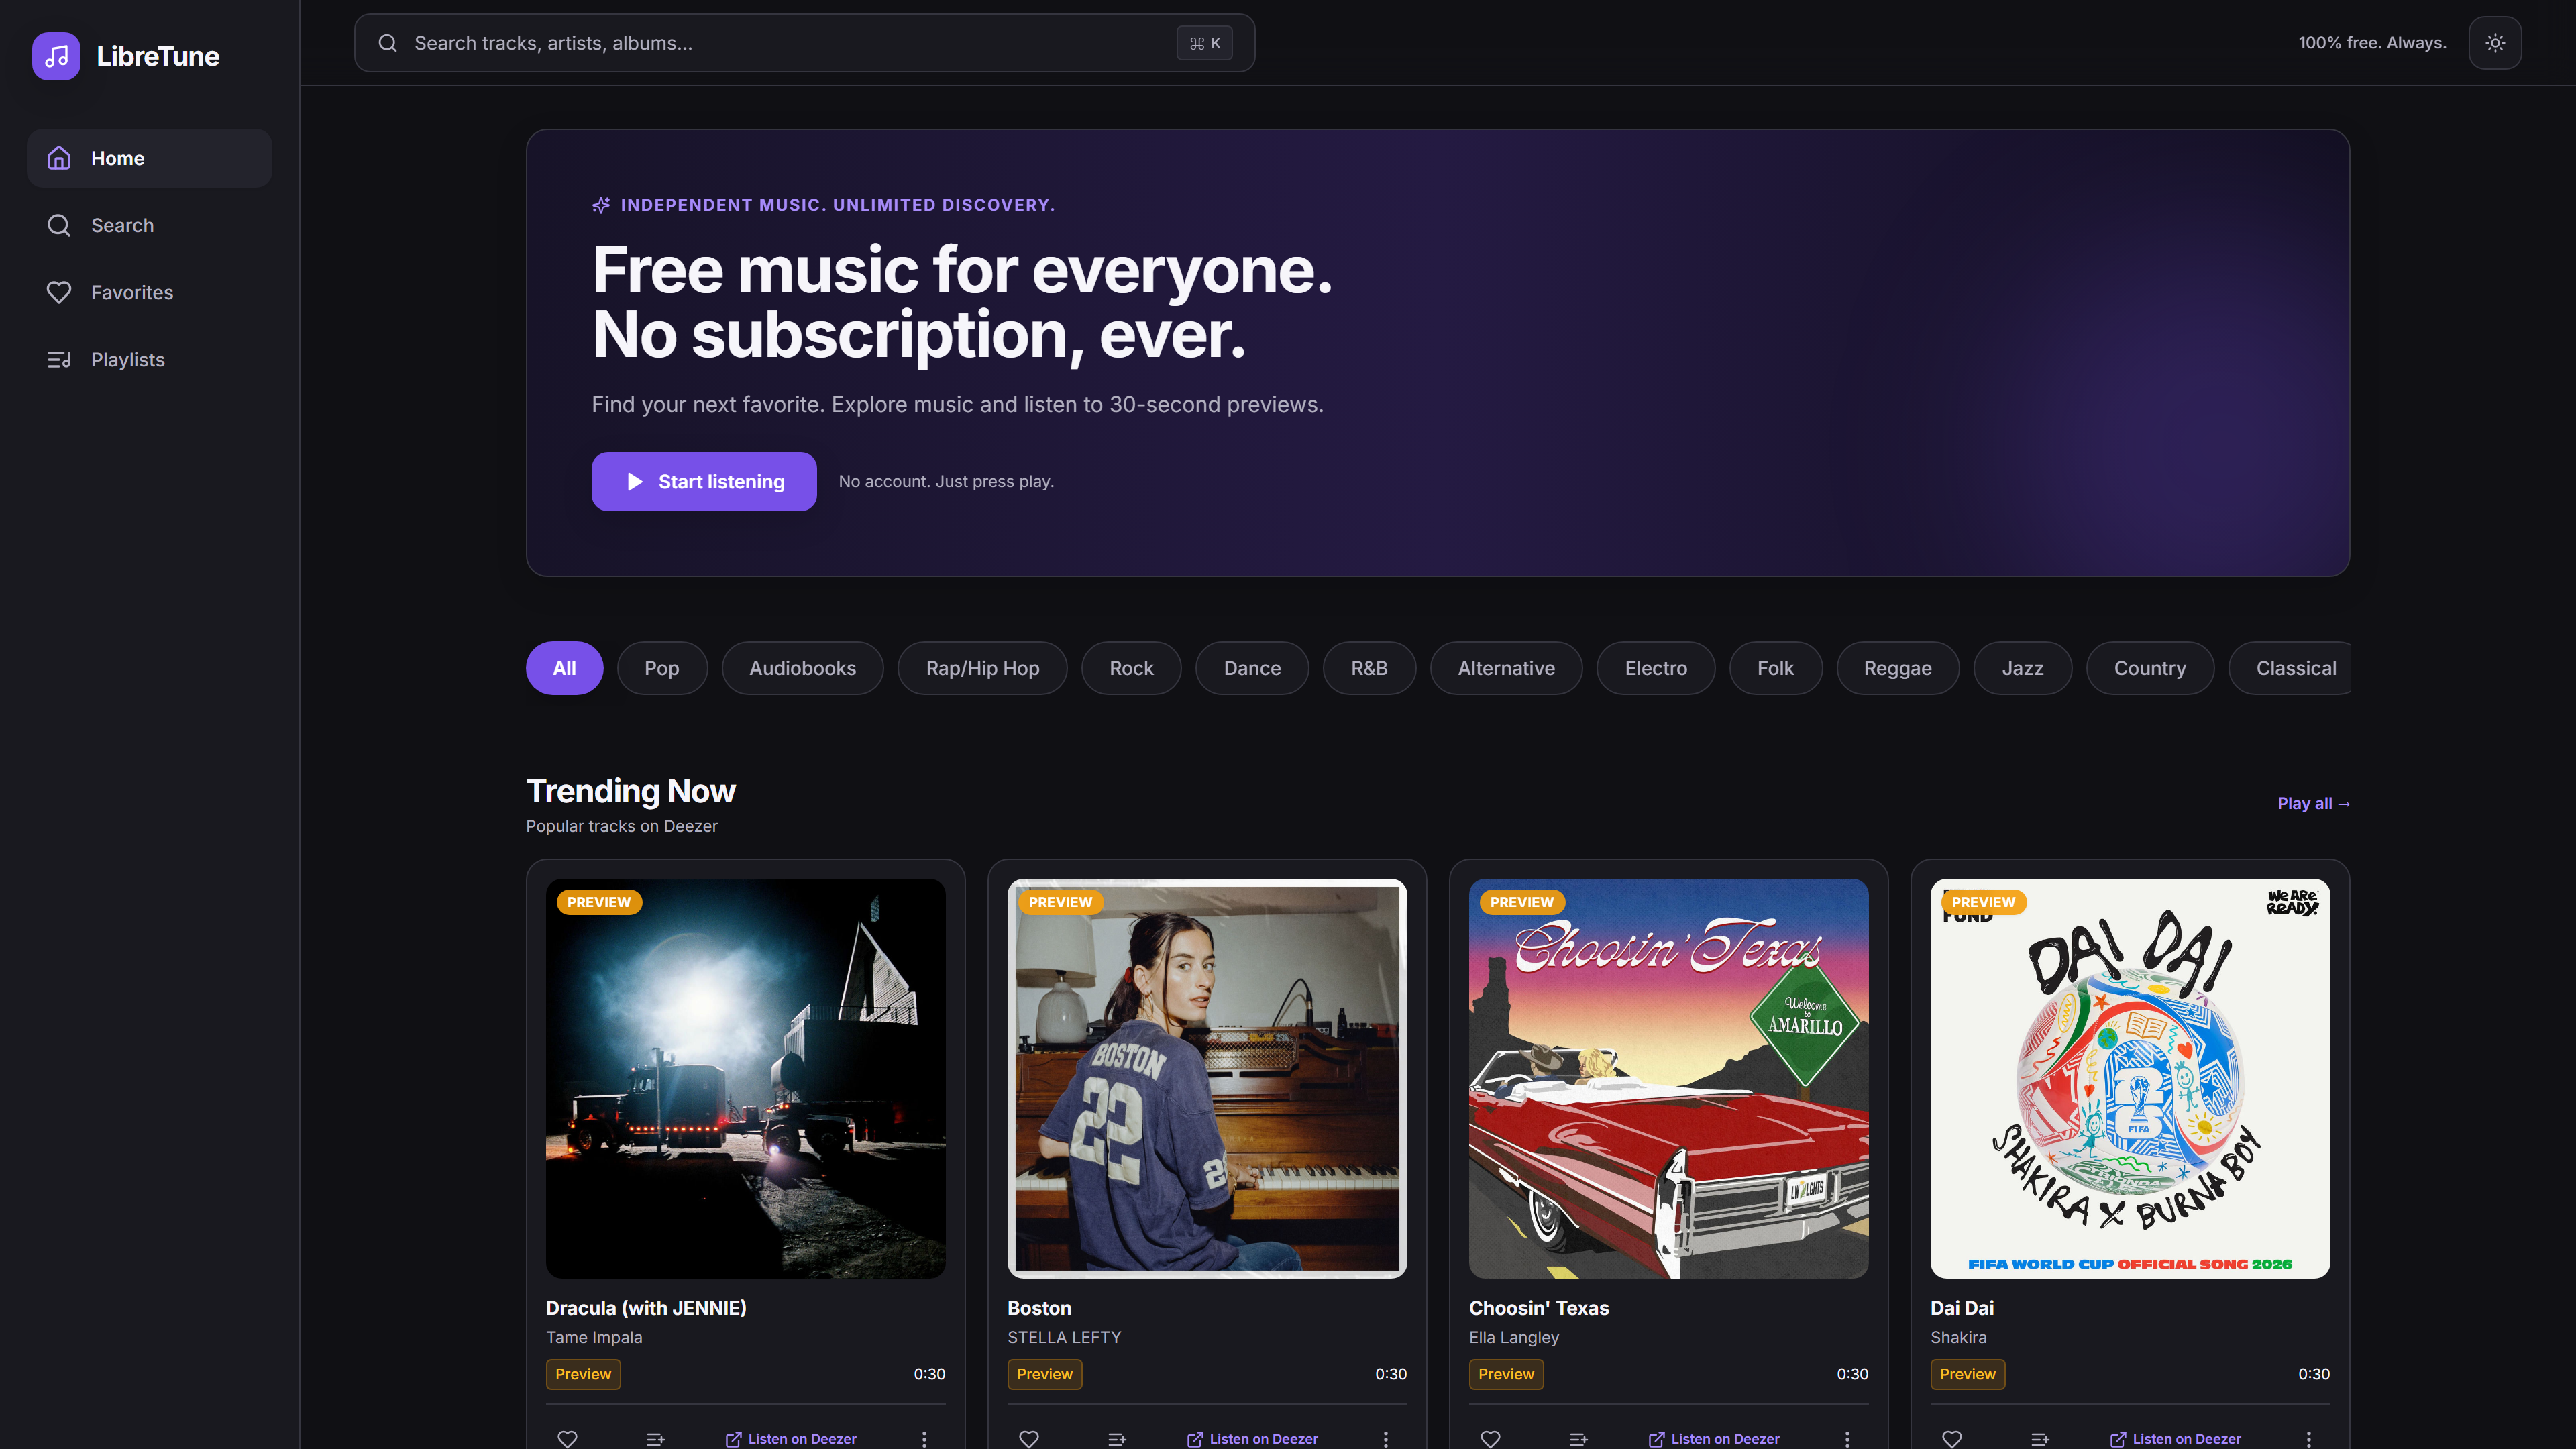 LibreTune
Search tracks, artists, albums...
⌘ K
100% free. Always.
Home
Search
Favorites
Playlists
INDEPENDENT MUSIC. UNLIMITED DISCOVERY.
Free music for everyone.
No subscription, ever.
Find your next favorite. Explore music and listen to 30-second previews.
Start listening
No account. Just press play.
All
Pop
Audiobooks
Rap/Hip Hop
Rock
Dance
R&B
Alternative
Electro
Folk
Reggae
Jazz
Country
Classical
Trending Now
Popular tracks on Deezer
Play all →
PREVIEW
Dracula (with JENNIE)
Tame Impala
Preview
0:30
Listen on Deezer
PREVIEW
BOSTON
22
Boston
STELLA LEFTY
Preview
0:30
Listen on Deezer
PREVIEW
Choosin' Texas
Welcome
to
AMARILLO
Choosin' Texas
Ella Langley
Preview
0:30
Listen on Deezer
PREVIEW
FUND
WE ARE
READY.
DAI DAI
FIFA
SHAKIRA X BURNA BOY
FIFA WORLD CUP OFFICIAL SONG 2026
Dai Dai
Shakira
Preview
0:30
Listen on Deezer